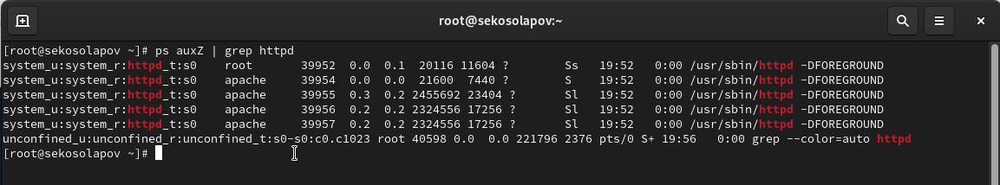 root@sekosolapov:~
[root@sekosolapov ~]# ps auxZ | grep httpd
system_u:system_r:httpd_t:s0    root       39952  0.0  0.1  20116 11604 ?        Ss   19:52   0:00 /usr/sbin/httpd -DFOREGROUND
system_u:system_r:httpd_t:s0    apache     39954  0.0  0.0  21600  7440 ?        S    19:52   0:00 /usr/sbin/httpd -DFOREGROUND
system_u:system_r:httpd_t:s0    apache     39955  0.3  0.2 2455692 23404 ?       Sl   19:52   0:00 /usr/sbin/httpd -DFOREGROUND
system_u:system_r:httpd_t:s0    apache     39956  0.2  0.2 2324556 17256 ?       Sl   19:52   0:00 /usr/sbin/httpd -DFOREGROUND
system_u:system_r:httpd_t:s0    apache     39957  0.2  0.2 2324556 17256 ?       Sl   19:52   0:00 /usr/sbin/httpd -DFOREGROUND
unconfined_u:unconfined_r:unconfined_t:s0-s0:c0.c1023 root 40598 0.0  0.0 221796 2376 pts/0 S+ 19:56   0:00 grep --color=auto httpd
[root@sekosolapov ~]#